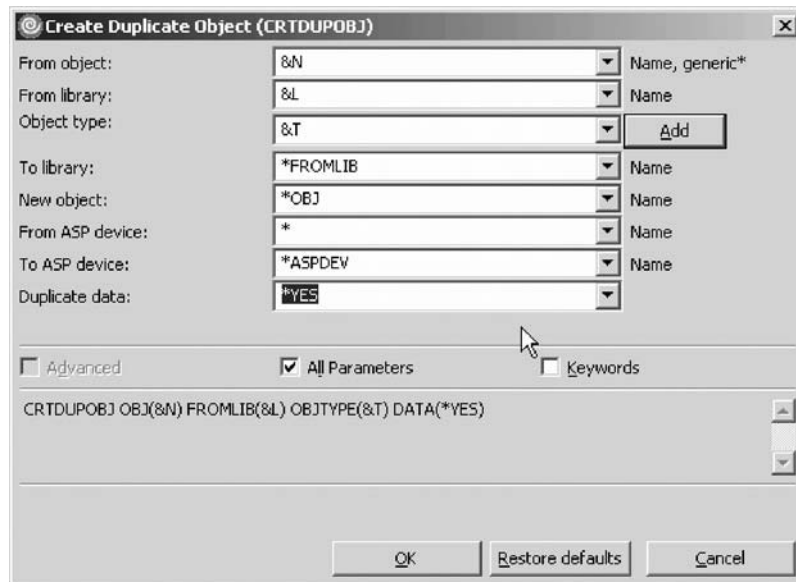 Create Duplicate Object (CRTDUPOBJ)
From object: &N Name, generic*
From library: &L Name
Object type: &T Add
To library: *FROMLIB Name
New object: *OBJ Name
From ASP device: * Name
To ASP device: *ASPDEV Name
Duplicate data: *YES
Advanced All Parameters Keywords
CRTDUPOBJ OBJ(&N) FROMLIB(&L) OBJTYPE(&T) DATA(*YES)
OK Restore defaults Cancel